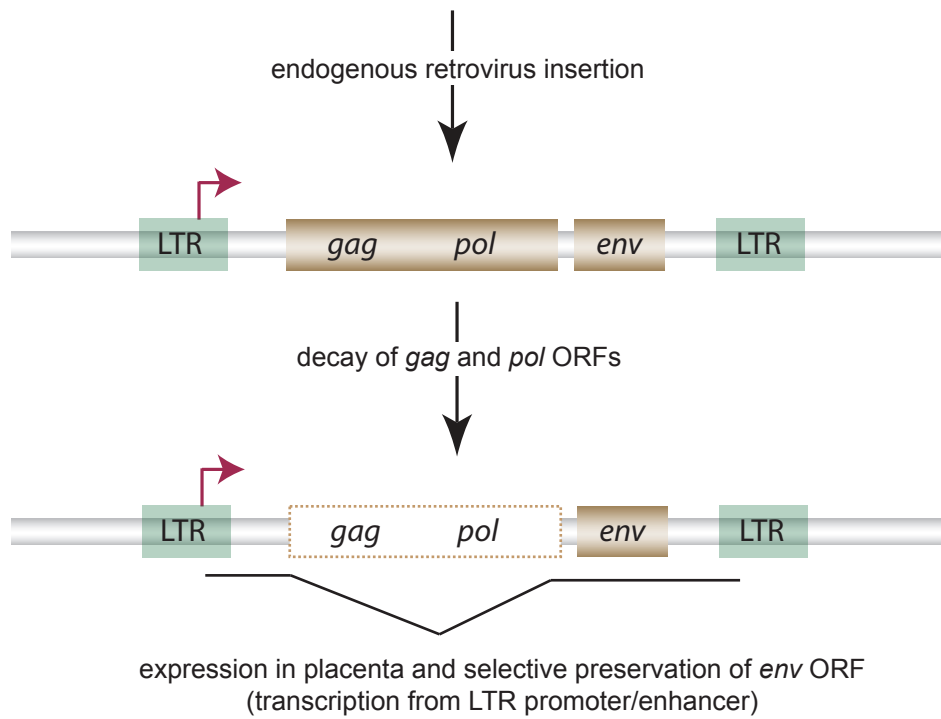 endogenous retrovirus insertion
LTR gag pol env LTR
decay of gag and pol ORFs
LTR gag pol env LTR
expression in placenta and selective preservation of env ORF
(transcription from LTR promoter/enhancer)